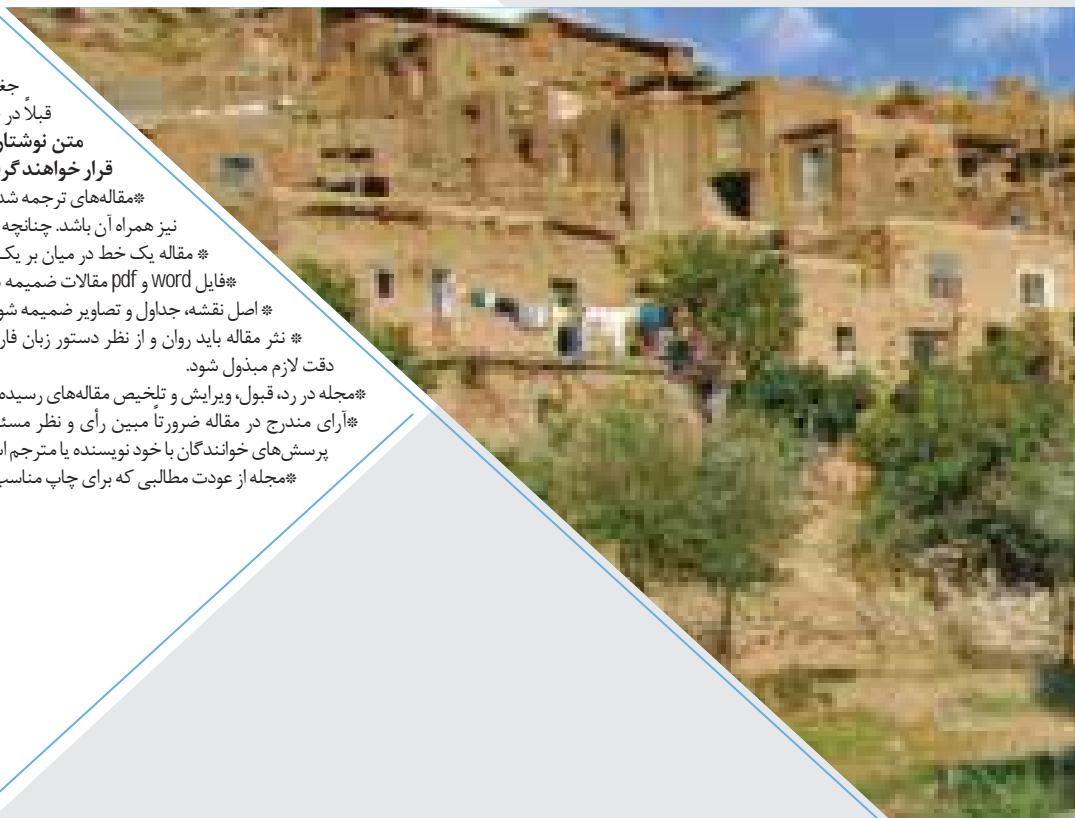 قبلاً در
متن نوشتار
قرار خواهند گر
*مقاله‌های ترجمه شد
نیز همراه آن باشد. چنانچه
* مقاله یک خط در میان بر یک
*فایل word و pdf مقالات ضمیمه
* اصل نقشه، جداول و تصاویر ضمیمه شو
* نثر مقاله باید روان و از نظر دستور زبان فار
دقت لازم مبذول شود.
*مجله در رد، قبول، ویرایش و تلخیص مقاله‌های رسیده
*آرای مندرج در مقاله ضرورتاً مبین رأی و نظر مسئ
پرسش‌های خوانندگان با خود نویسنده یا مترجم اس
*مجله از عودت مطالبی که برای چاپ مناسب